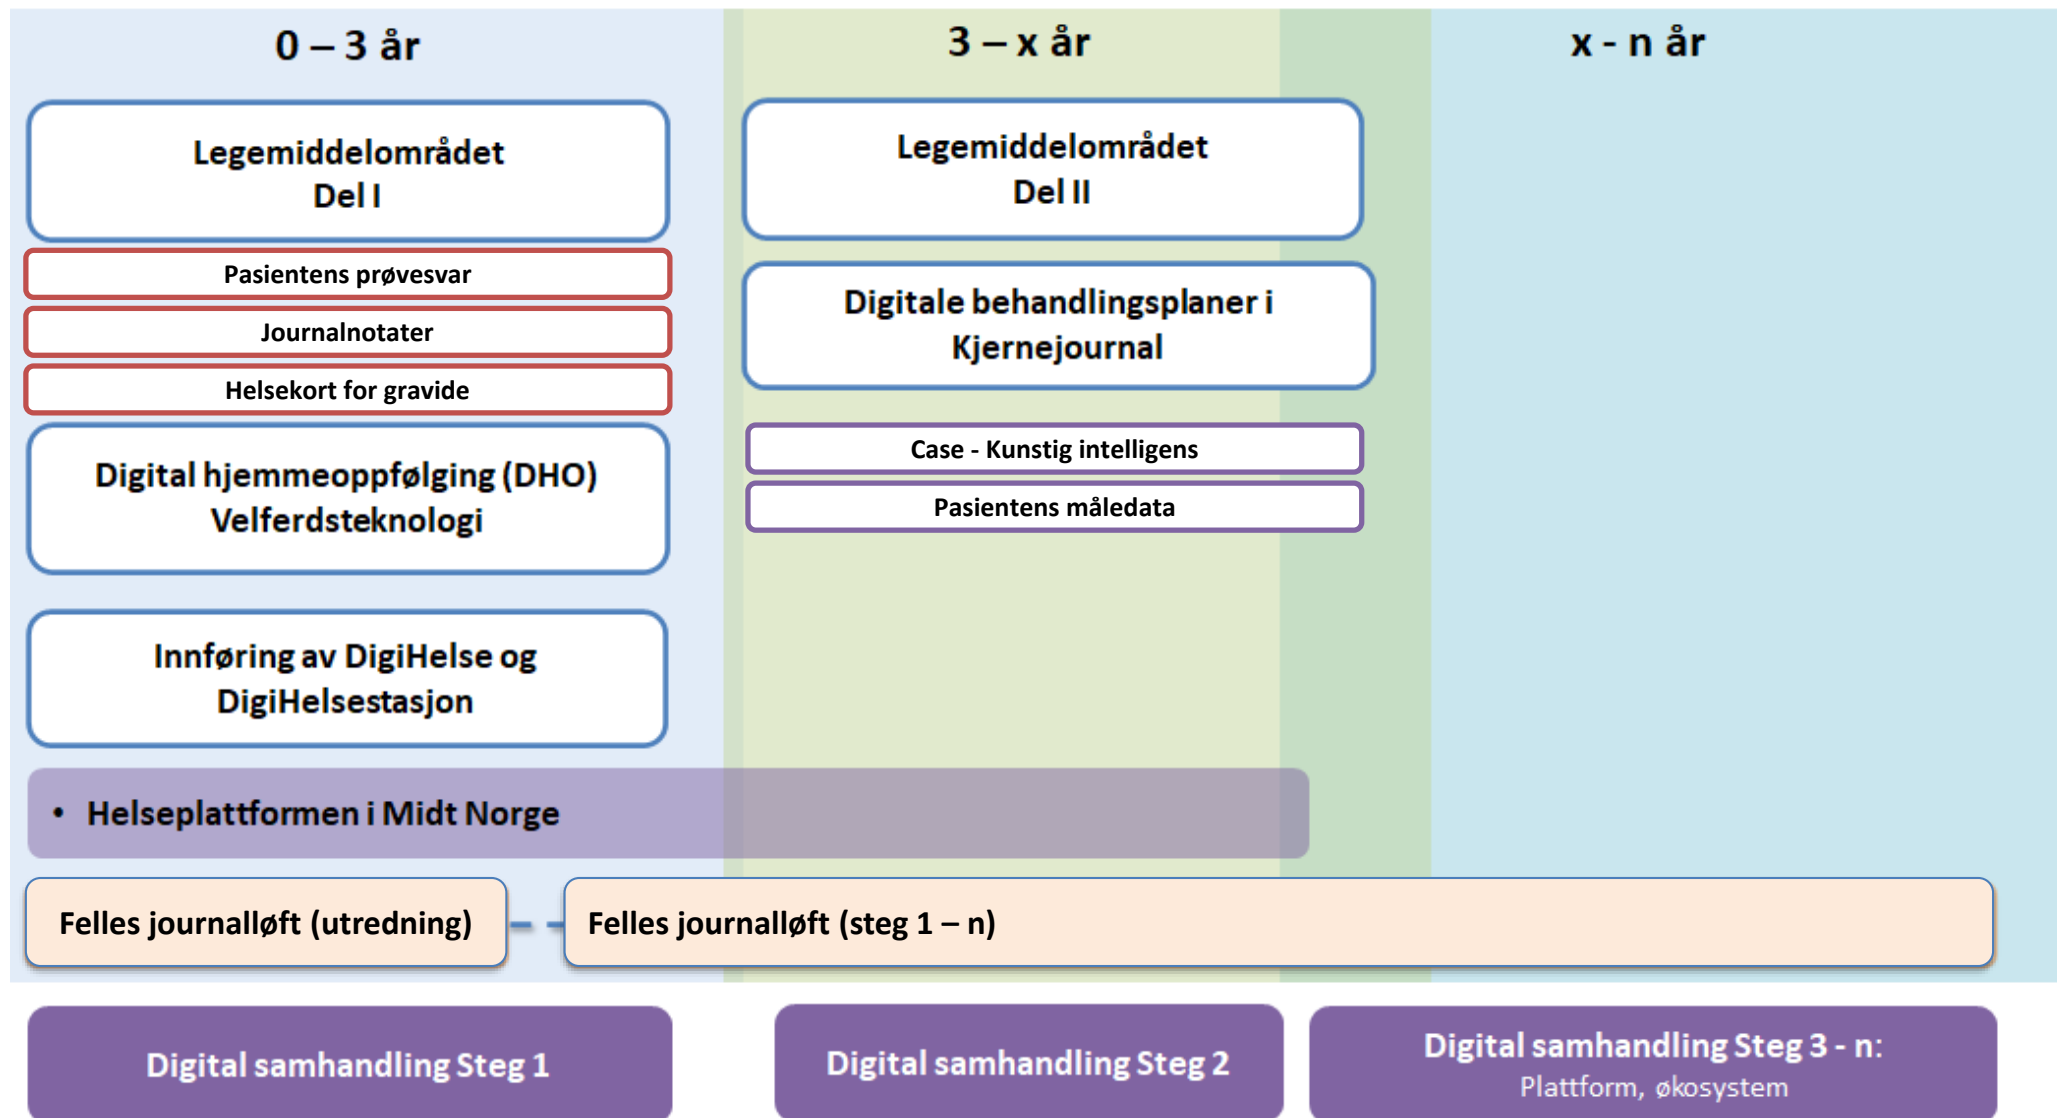 0 – 3 år
3 – x år
x - n år
Legemiddelområdet
Del I
Pasientens prøvesvar
Journalnotater
Helsekort for gravide
Digital hjemmeoppfølging (DHO)
Velferdsteknologi
Innføring av DigiHelse og
DigiHelsestasjon
Legemiddelområdet
Del II
Digitale behandlingsplaner i
Kjernejournal
Case - Kunstig intelligens
Pasientens måledata
• Helseplattformen i Midt Norge
Felles journalløft (utredning)
Felles journalløft (steg 1 – n)
Digital samhandling Steg 1
Digital samhandling Steg 2
Digital samhandling Steg 3 - n:
Plattform, økosystem